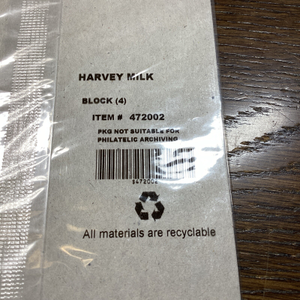 HARVEY MILK
BLOCK (4)
ITEM # 472002
PKG NOT SUITABLE FOR
PHILATELIC ARCHIVING
All materials are recyclable